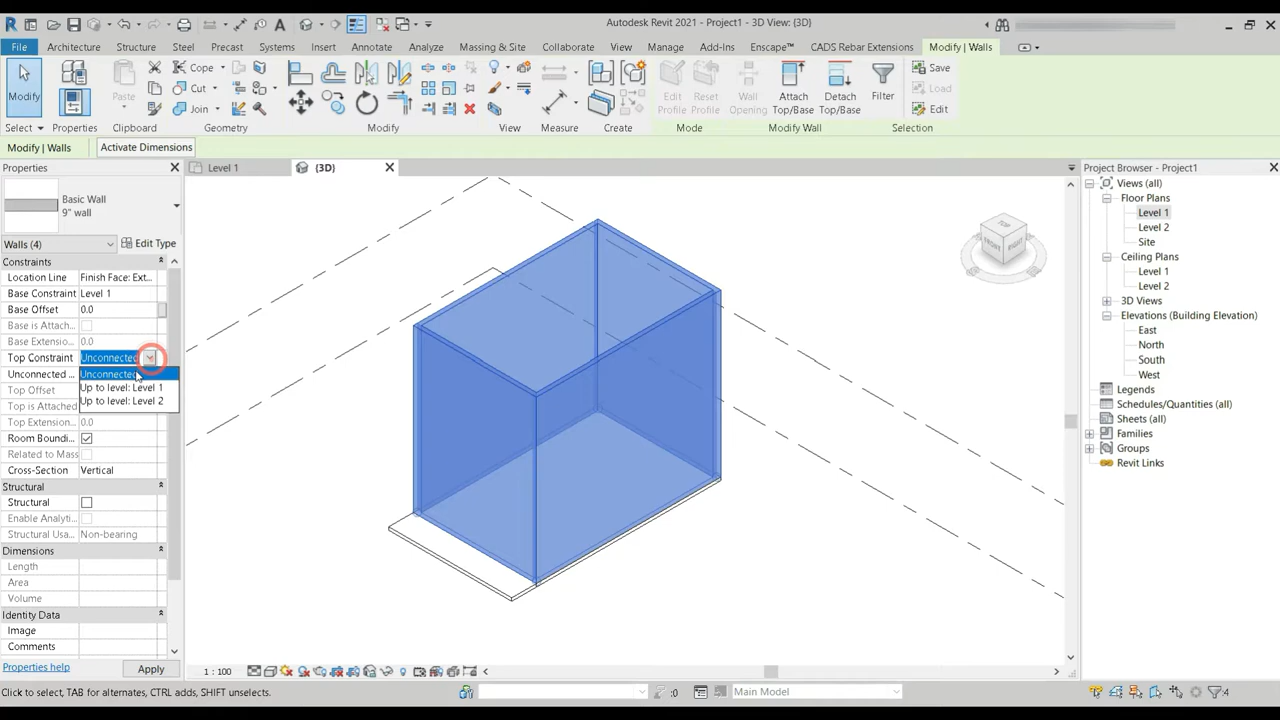 Autodesk Revit 2021 - Project1 - 3D View: {3D}
File Architecture Structure Steel Precast Systems Insert Annotate Analyze Massing & Site Collaborate View Manage Add-Ins Enscape™ CADS Rebar Extensions Modify | Walls
Modify
Properties
Paste
Cope
Cut
Join
Edit Profile
Reset Profile
Wall Opening
Attach Top/Base
Detach Top/Base
Filter
Save
Load
Edit
Select Properties Clipboard Geometry Modify View Measure Create Mode Modify Wall Selection
Modify | Walls Activate Dimensions
Properties
Level 1
{3D}
Project Browser - Project1
Basic Wall
9" wall
Walls (4) Edit Type
Constraints
Location Line Finish Face: Ext...
Base Constraint Level 1
Base Offset 0.0
Base is Attach...
Base Extensio... 0.0
Top Constraint Unconnected
Unconnected ... Unconnected
Up to level: Level 1
Top Offset
Up to level: Level 2
Top is Attached
Top Extension... 0.0
Room Boundi...
Related to Mass
Cross-Section Vertical
Structural
Structural
Enable Analyti...
Structural Usa... Non-bearing
Dimensions
Length
Area
Volume
Identity Data
Image
Comments
Properties help Apply
TOP
FRONT
RIGHT
Views (all)
Floor Plans
Level 1
Level 2
Site
Ceiling Plans
Level 1
Level 2
3D Views
Elevations (Building Elevation)
East
North
South
West
Legends
Schedules/Quantities (all)
Sheets (all)
Families
Groups
Revit Links
1 : 100
Click to select, TAB for alternates, CTRL adds, SHIFT unselects.
:0
Main Model
:4